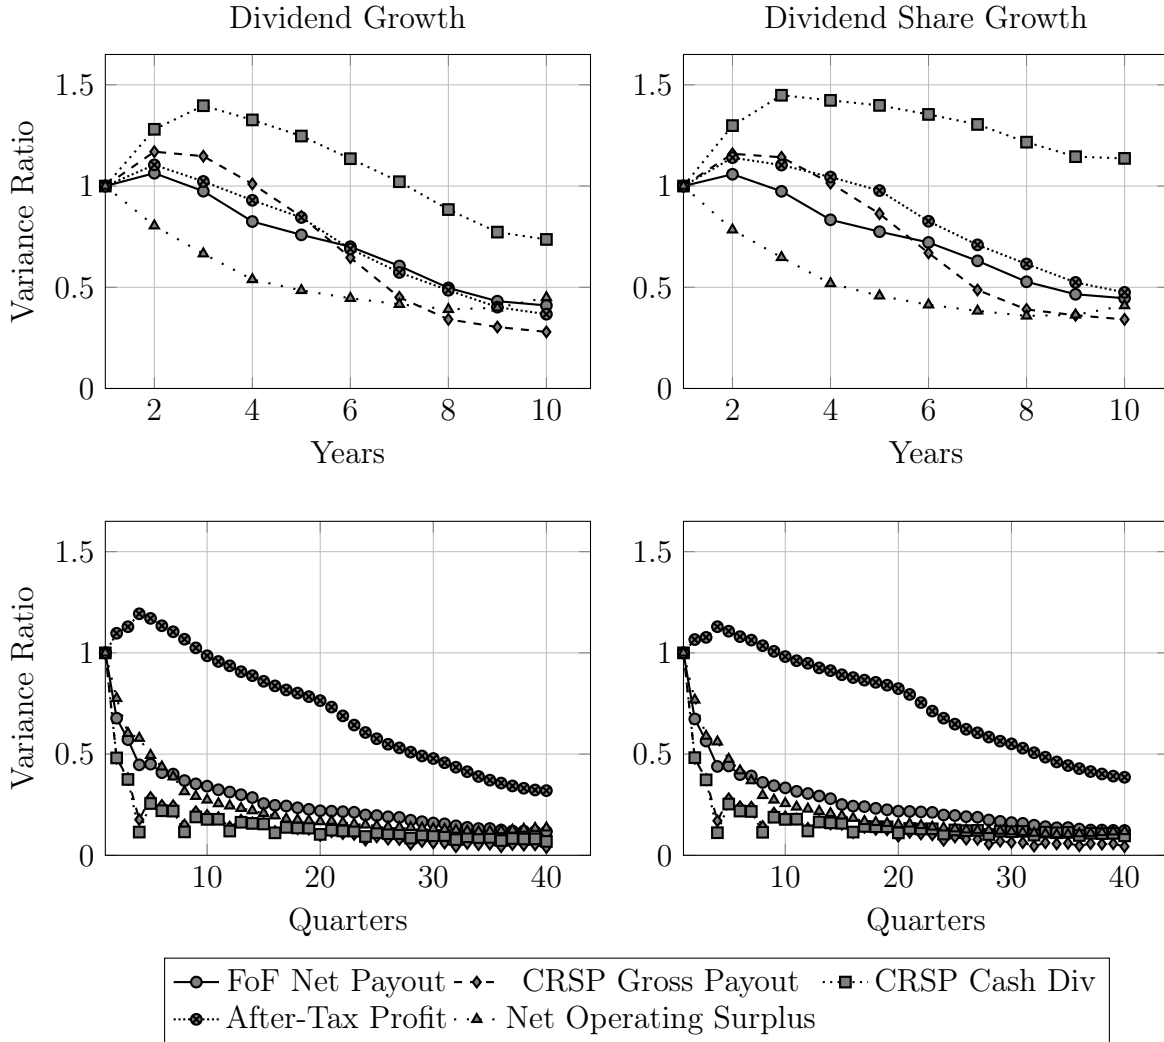 Dividend Growth
Dividend Share Growth
1.5
1
0.5
0
Variance Ratio
2 4 6 8 10
Years
1.5
1
0.5
0
2 4 6 8 10
Years
1.5
1
0.5
0
Variance Ratio
10 20 30 40
Quarters
1.5
1
0.5
0
10 20 30 40
Quarters
FoF Net Payout CRSP Gross Payout CRSP Cash Div
After-Tax Profit Net Operating Surplus